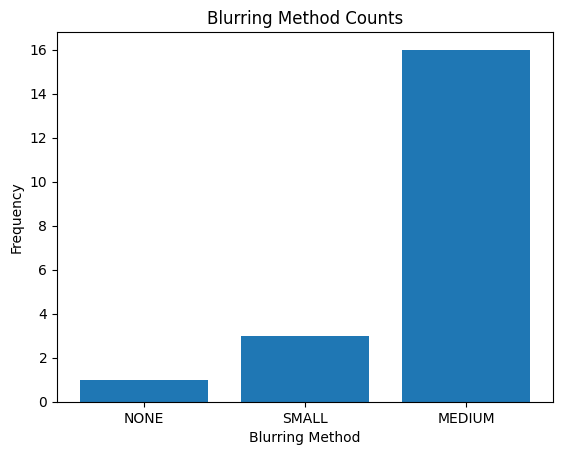 Blurring Method Counts
Frequency
16
14
12
10
8
6
4
2
0
NONE SMALL MEDIUM
Blurring Method